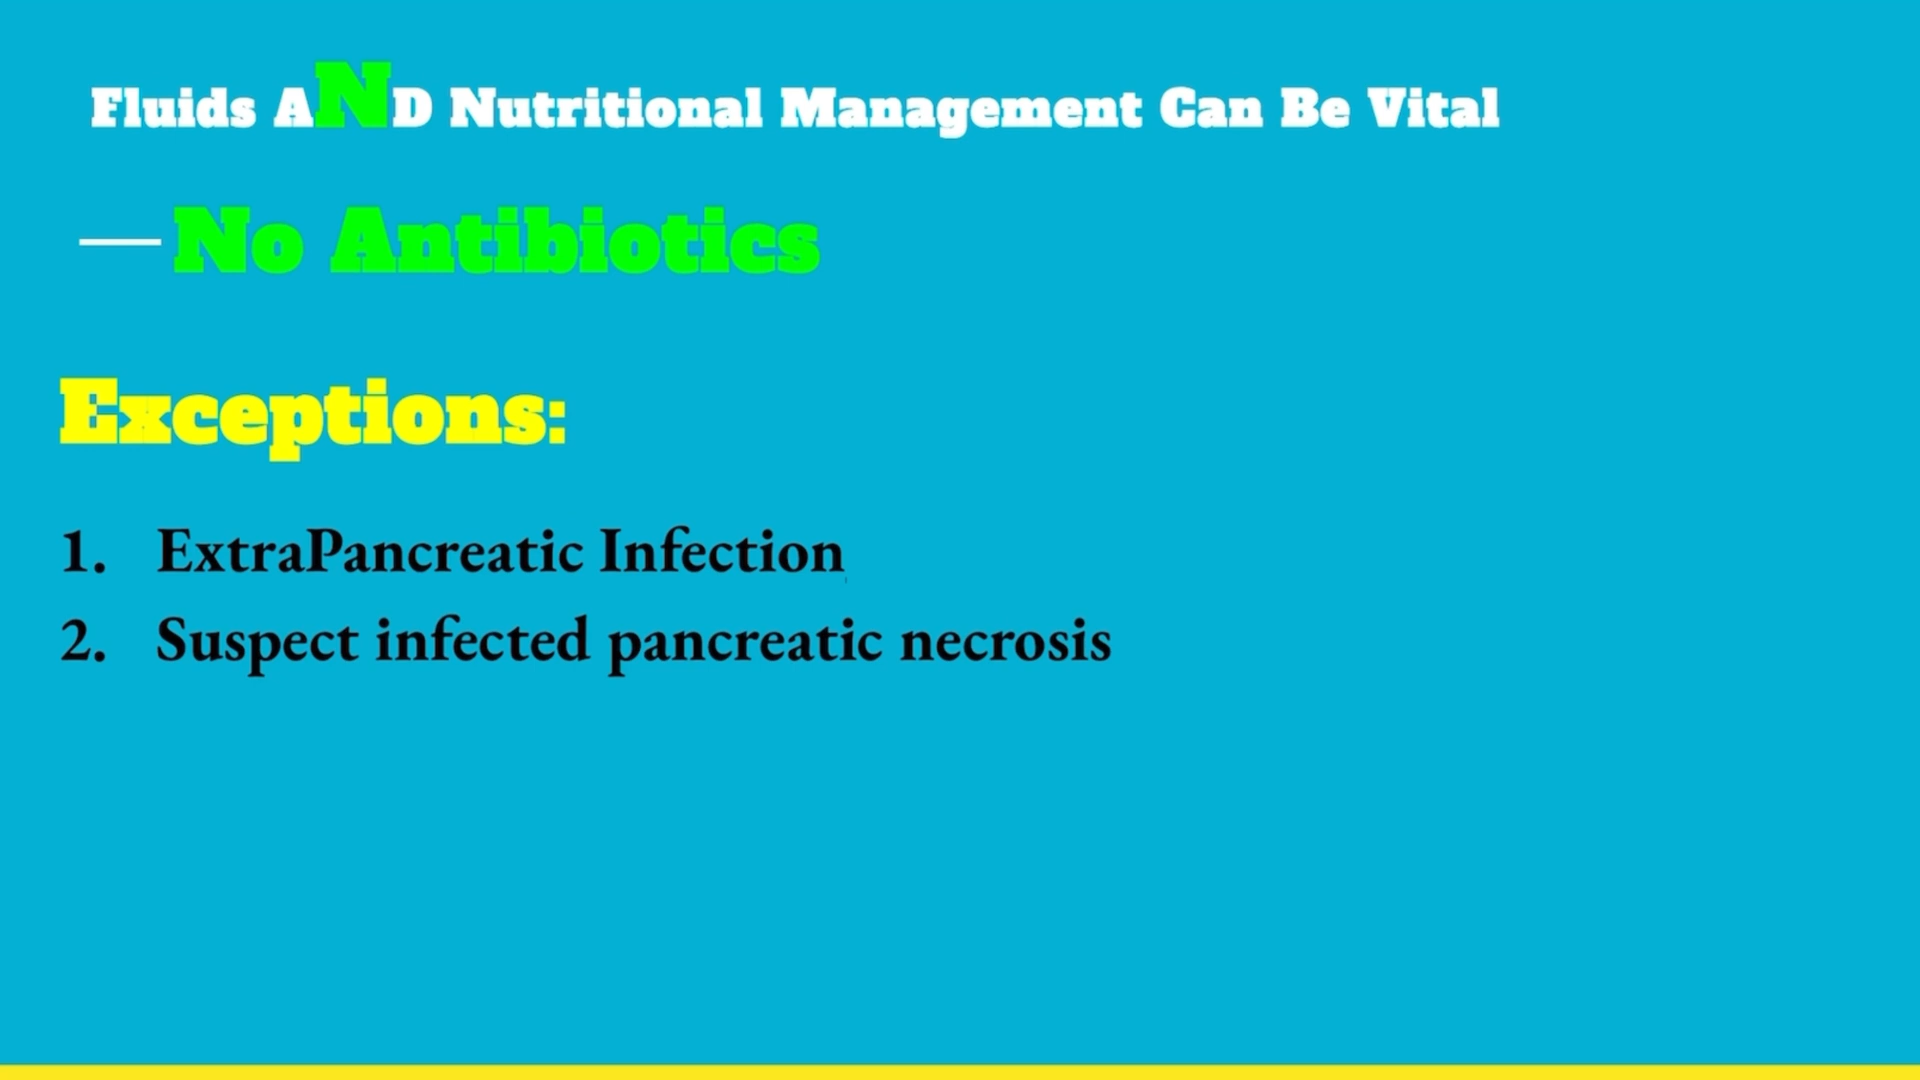 Fluids AND Nutritional Management Can Be Vital
—No Antibiotics
Exceptions:
1. ExtraPancreatic Infection
2. Suspect infected pancreatic necrosis